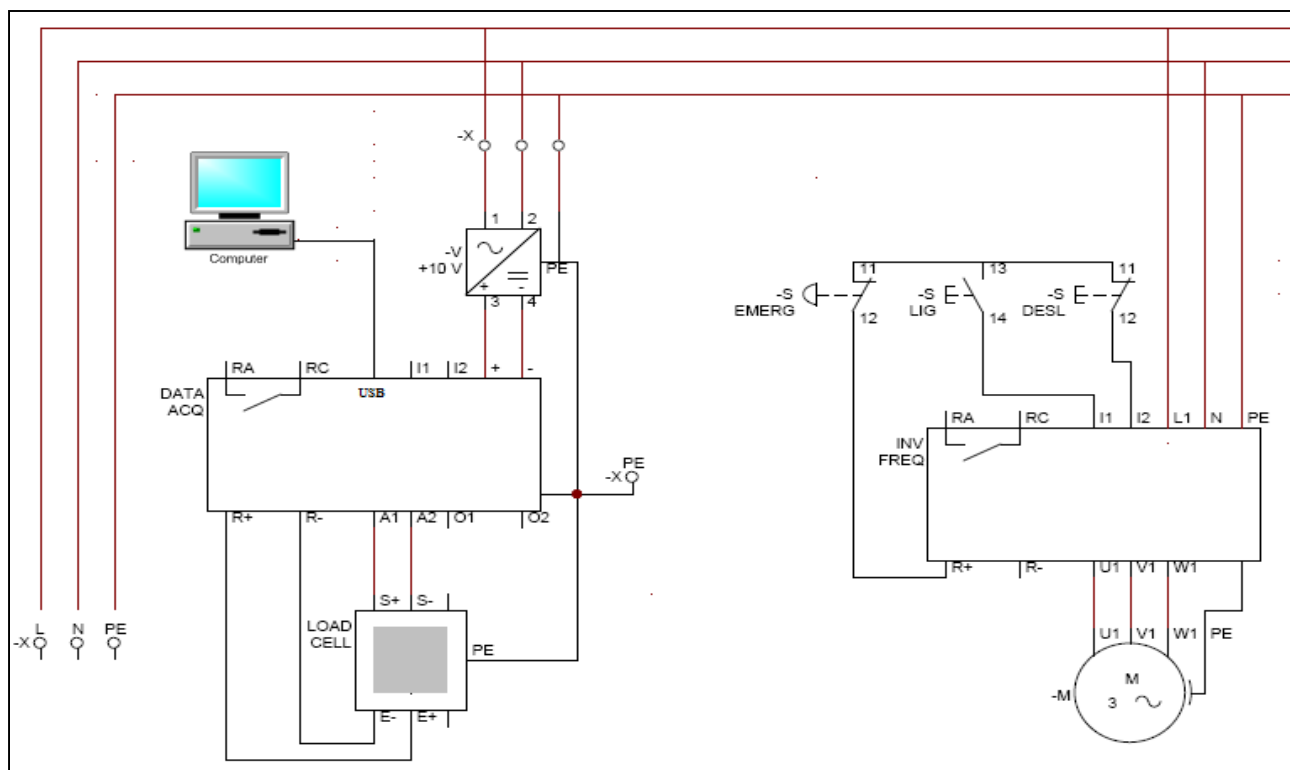 -X
Computer
1 2
-V
+10 V
PE
+ -
3 4
11 13 11
-S -S -S
EMERG LIG DESL
12 14 12
RA RC I1 I2 + -
DATA
ACQ
USB
RA RC I1 I2 L1 N PE
INV
FREQ
PE
-X
R+ R- A1 A2 O1 O2
R+ R- U1 V1 W1
S+ S-
LOAD
CELL
PE
E- E+
L N PE
-X
U1 V1 W1 PE
-M
M
3